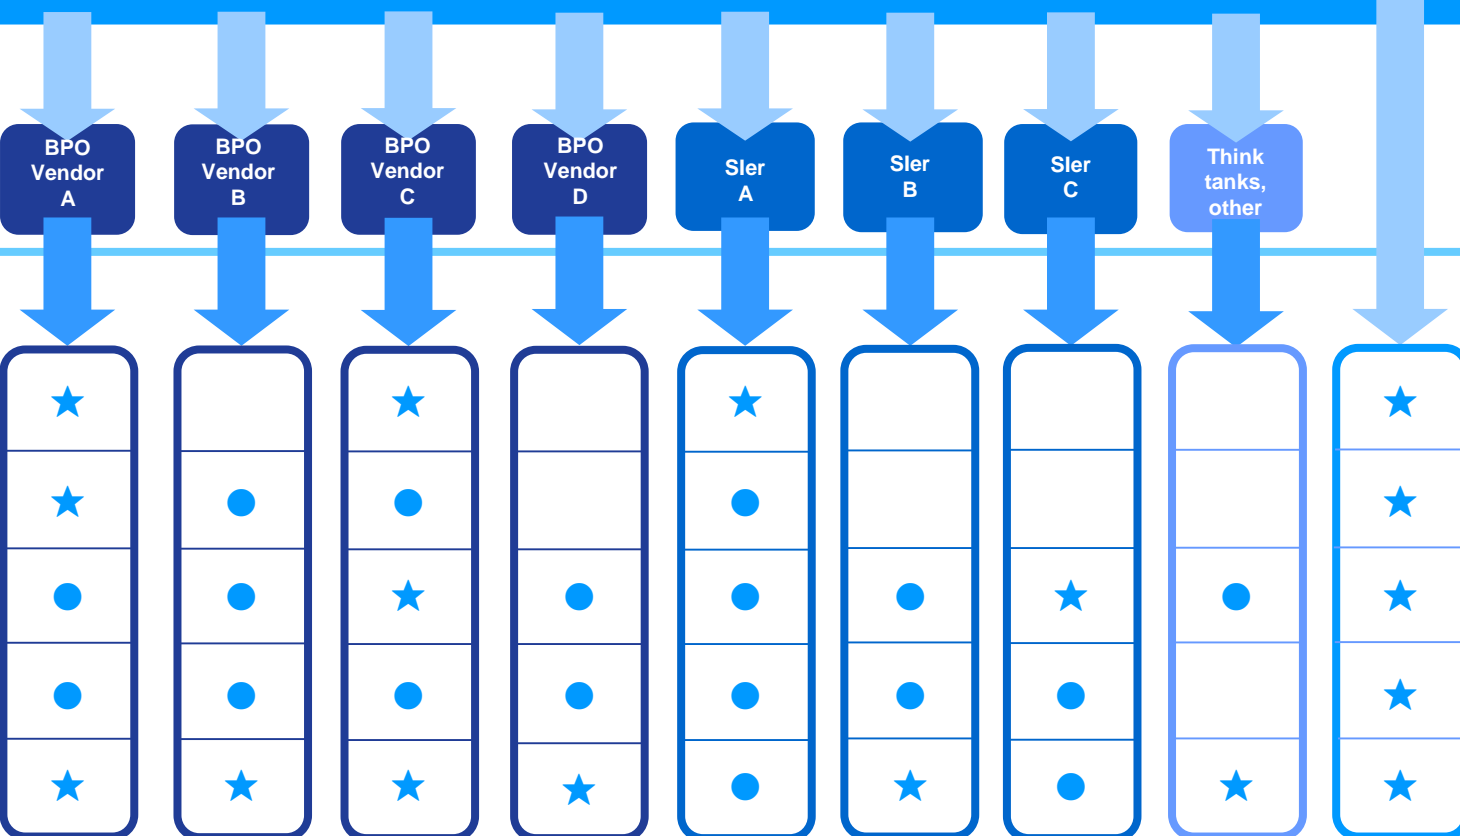 BPO
Vendor
A
BPO
Vendor
B
BPO
Vendor
C
BPO
Vendor
D
SIer
A
SIer
B
SIer
C
Think
tanks,
other